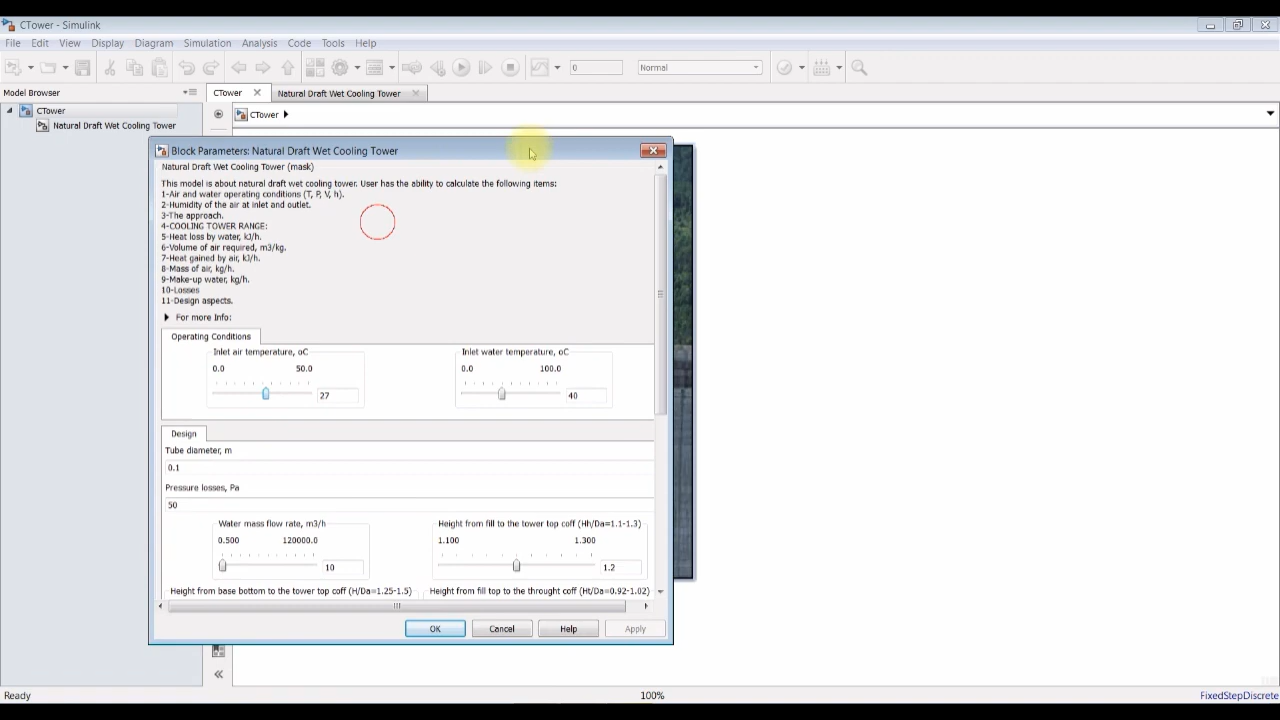 CTower - Simulink
File Edit View Display Diagram Simulation Analysis Code Tools Help
0
Normal
Model Browser
CTower
Natural Draft Wet Cooling Tower
CTower
Natural Draft Wet Cooling Tower
CTower
Block Parameters: Natural Draft Wet Cooling Tower
Natural Draft Wet Cooling Tower (mask)
This model is about natural draft wet cooling tower. User has the ability to calculate the following items:
1-Air and water operating conditions (T, P, V, h).
2-Humidity of the air at inlet and outlet.
3-The approach.
4-COOLING TOWER RANGE:
5-Heat loss by water, kJ/h.
6-Volume of air required, m3/kg.
7-Heat gained by air, kJ/h.
8-Mass of air, kg/h.
9-Make-up water, kg/h.
10-Losses
11-Design aspects.
For more Info:
Operating Conditions
Inlet air temperature, oC
0.0 50.0
27
Inlet water temperature, oC
0.0 100.0
40
Design
Tube diameter, m
0.1
Pressure losses, Pa
50
Water mass flow rate, m3/h
0.500 120000.0
10
Height from fill to the tower top coff (Hh/Da=1.1-1.3)
1.100 1.300
1.2
Height from base bottom to the tower top coff (H/Da=1.25-1.5)
Height from fill top to the throught coff (Ht/Da=0.92-1.02)
OK Cancel Help Apply
Ready
100%
FixedStepDiscrete